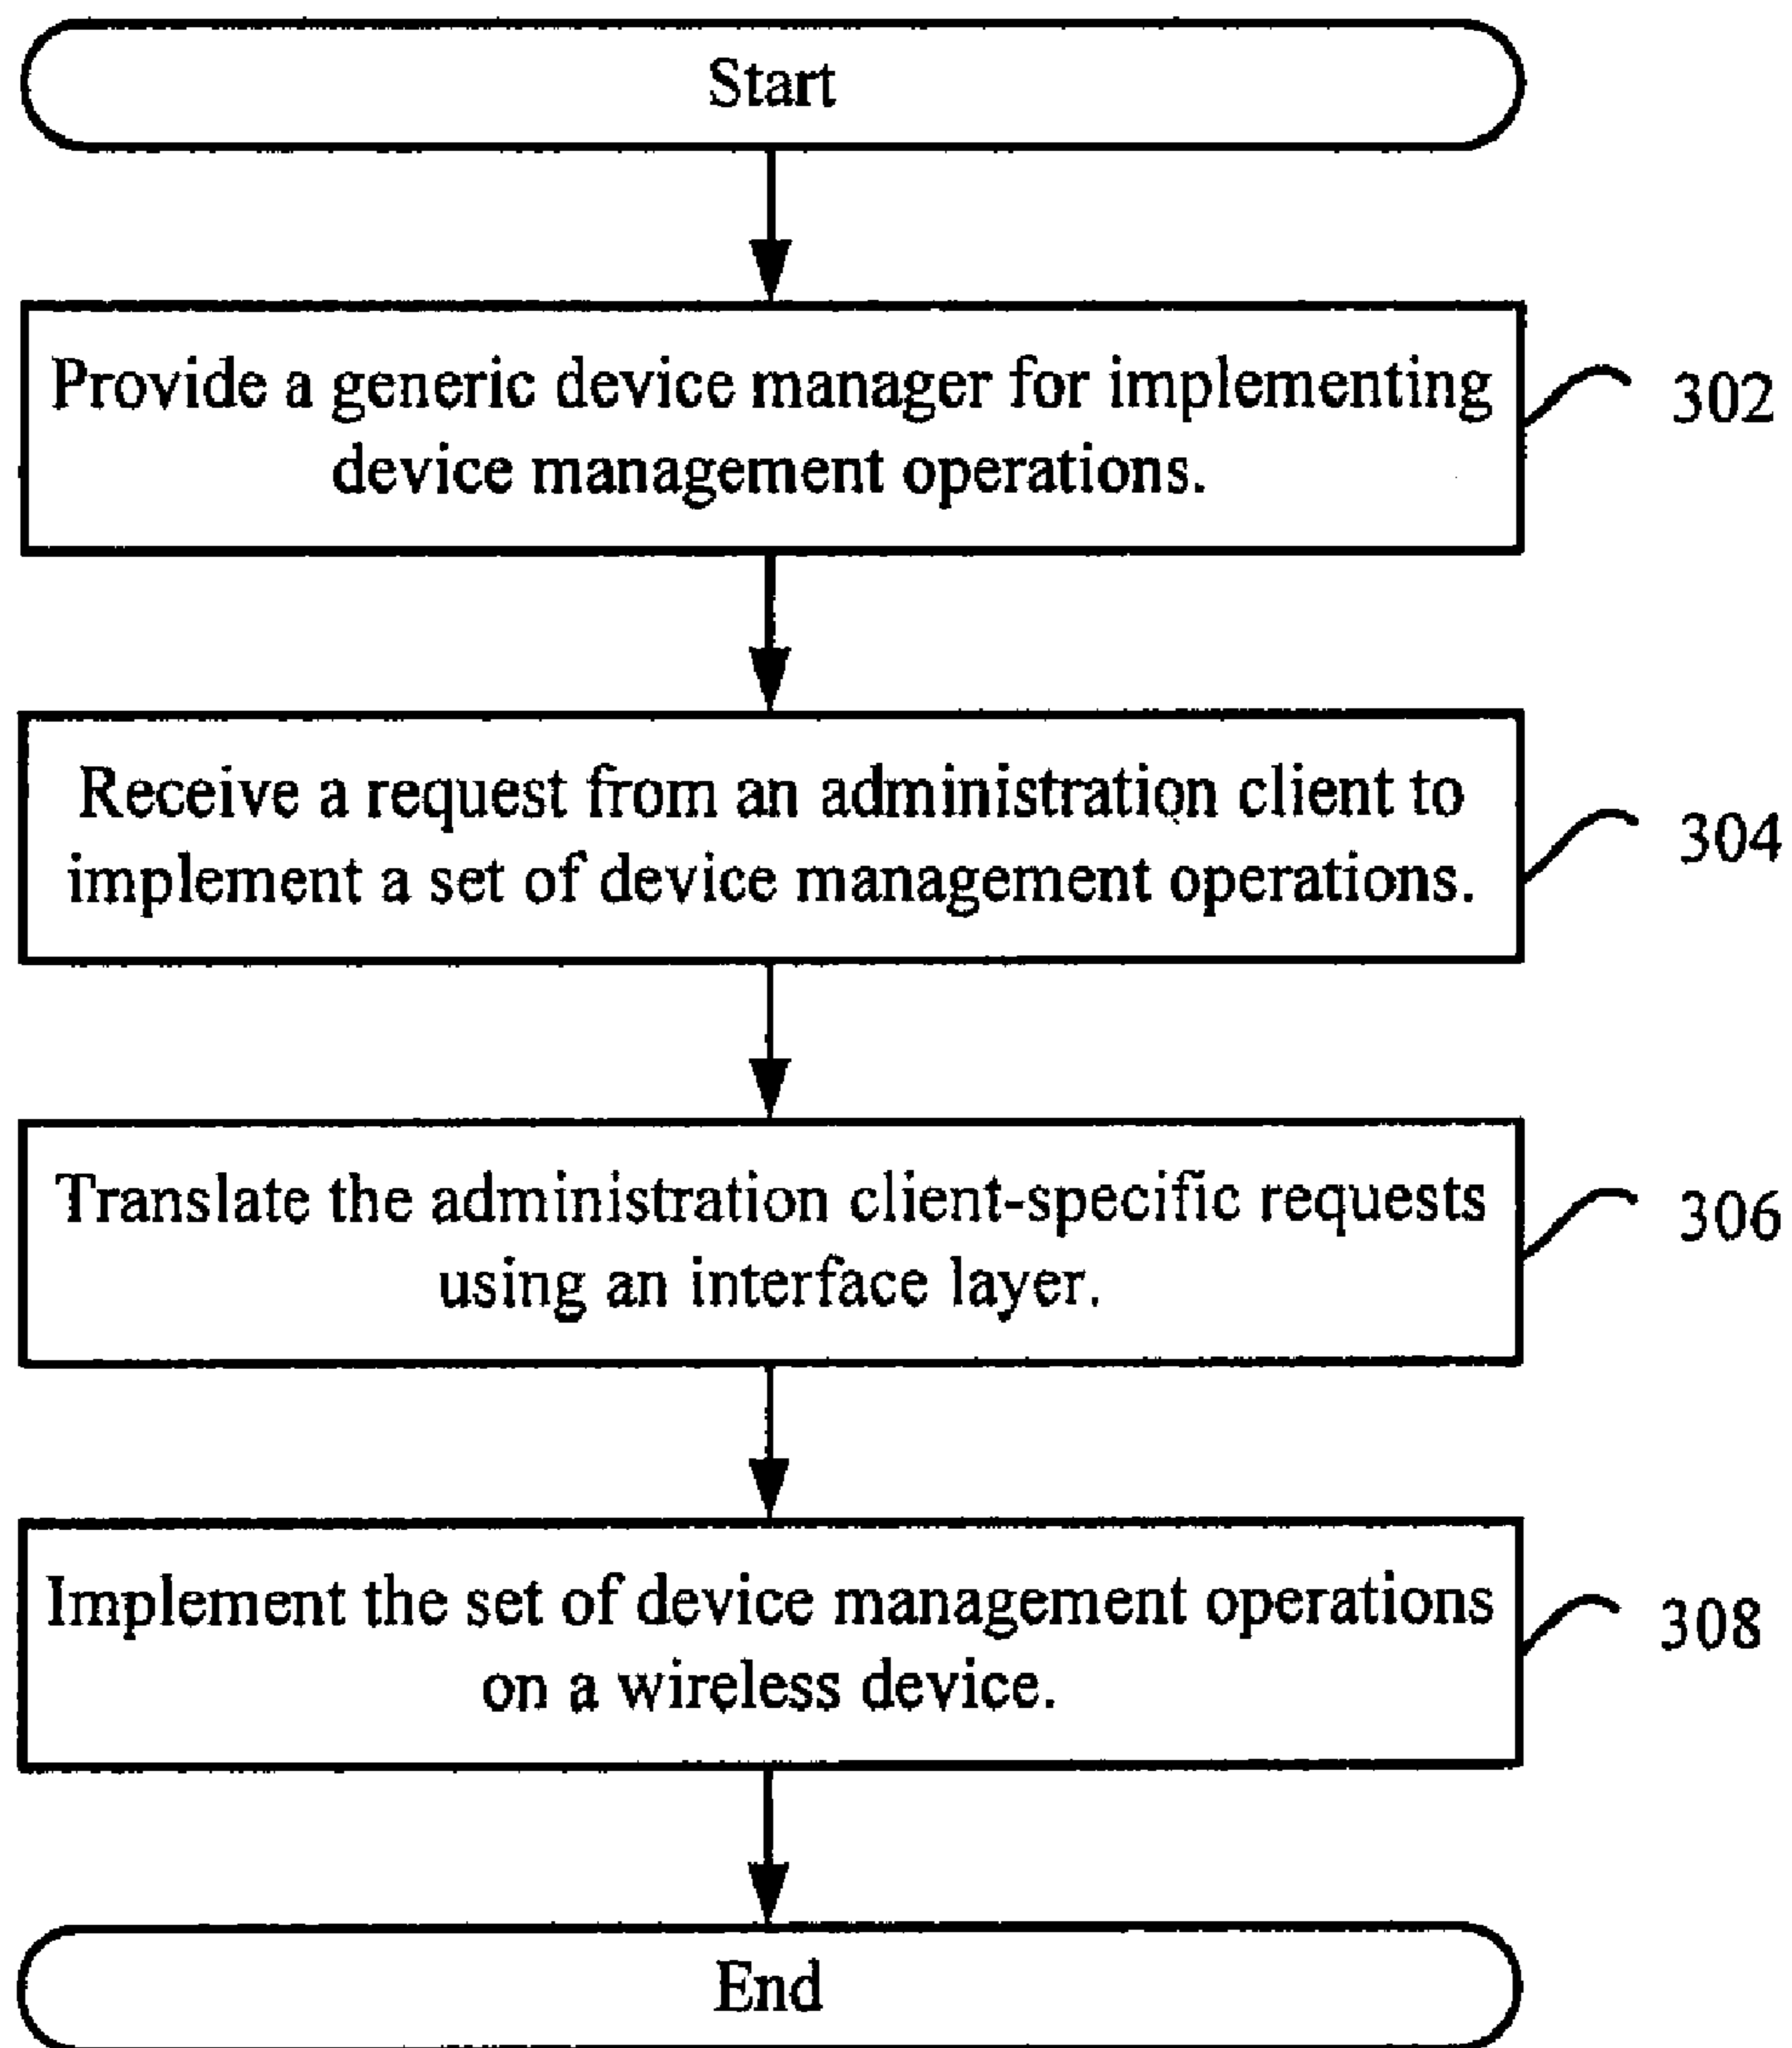 Start
Provide a generic device manager for implementing
device management operations.
302
Receive a request from an administration client to
implement a set of device management operations.
304
Translate the administration client-specific requests
using an interface layer.
306
Implement the set of device management operations
on a wireless device.
308
End